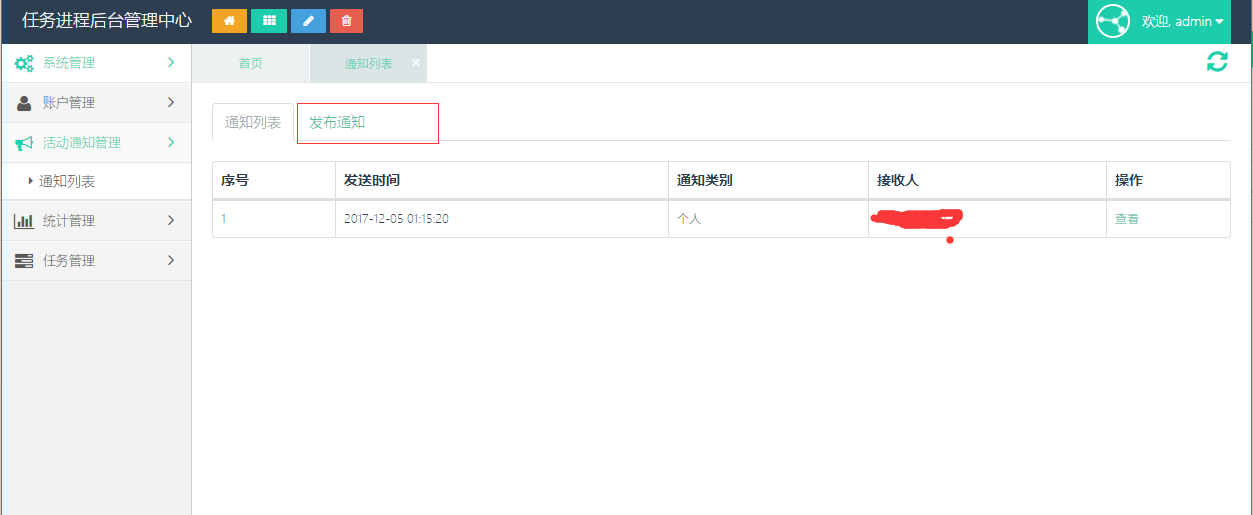 任务进程后台管理中心
欢迎, admin
系统管理
首页
通知列表
账户管理
通知列表
发布通知
活动通知管理
通知列表
序号 发送时间 通知类别 接收人 操作
1 2017-12-05 01:15:20 个人 查看
统计管理
任务管理